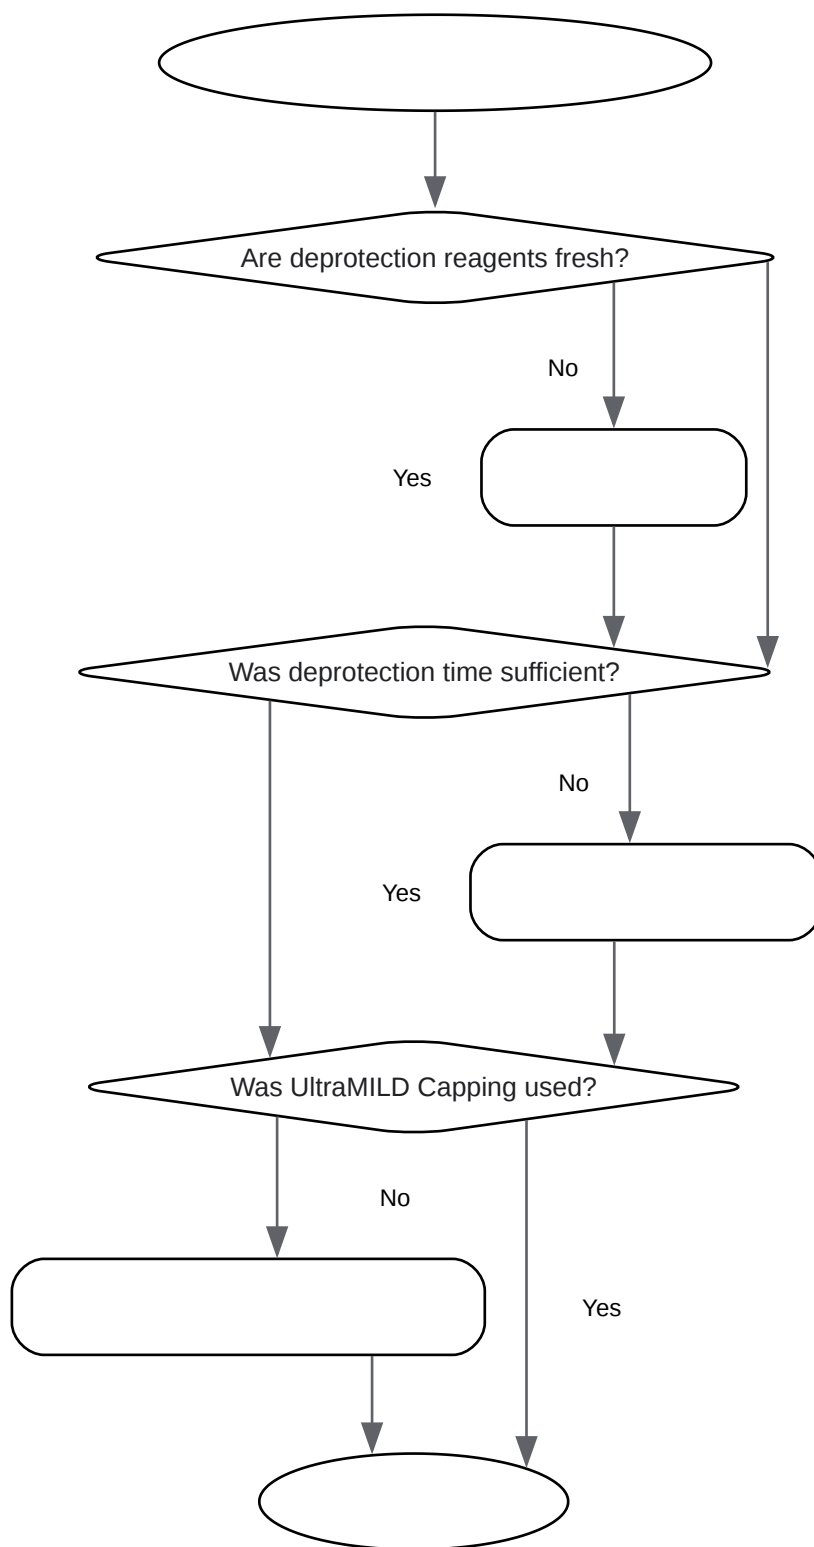 Are deprotection reagents fresh?
No
Yes
Was deprotection time sufficient?
No
Yes
Was UltraMILD Capping used?
No
Yes